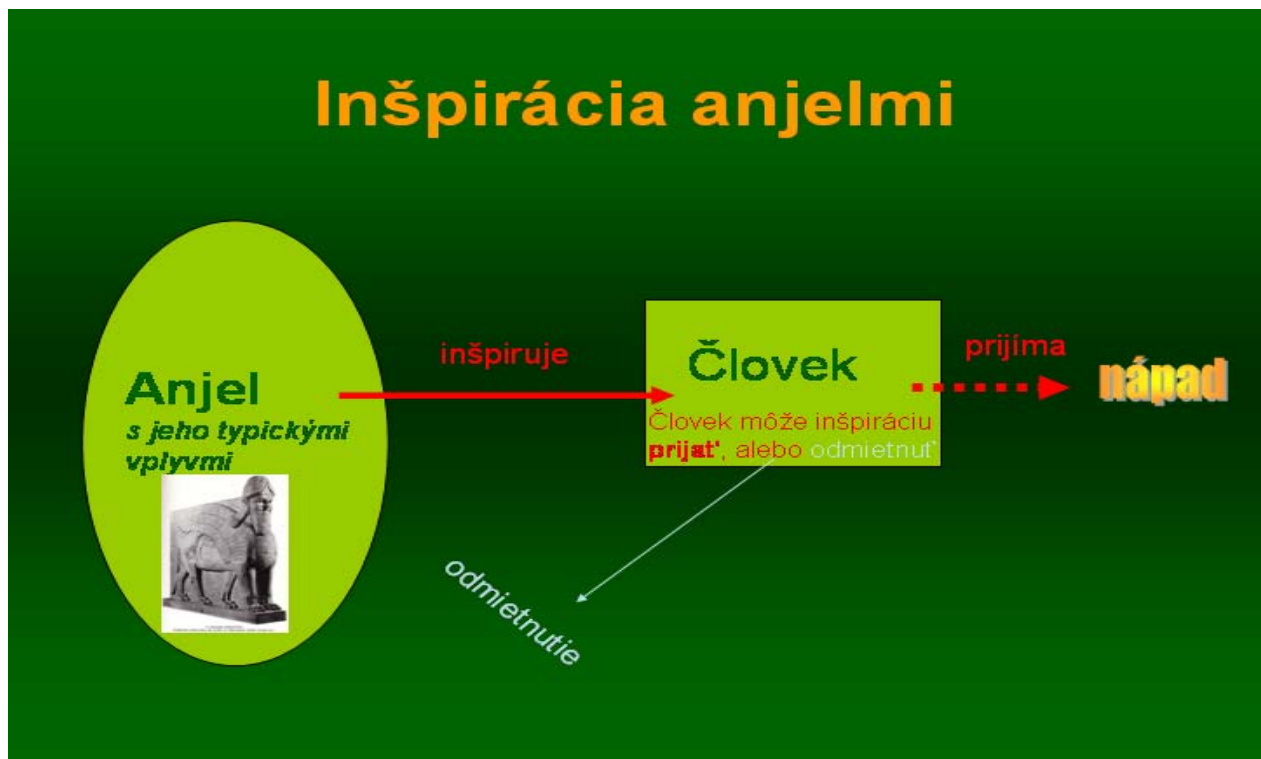 Inšpirácia anjelmi
Anjel
s jeho typickými
vplyvmi
inšpiruje
Človek
Človek môže inšpiráciu
prijať, alebo odmietnuť
prijíma
nápad
odmietnutie